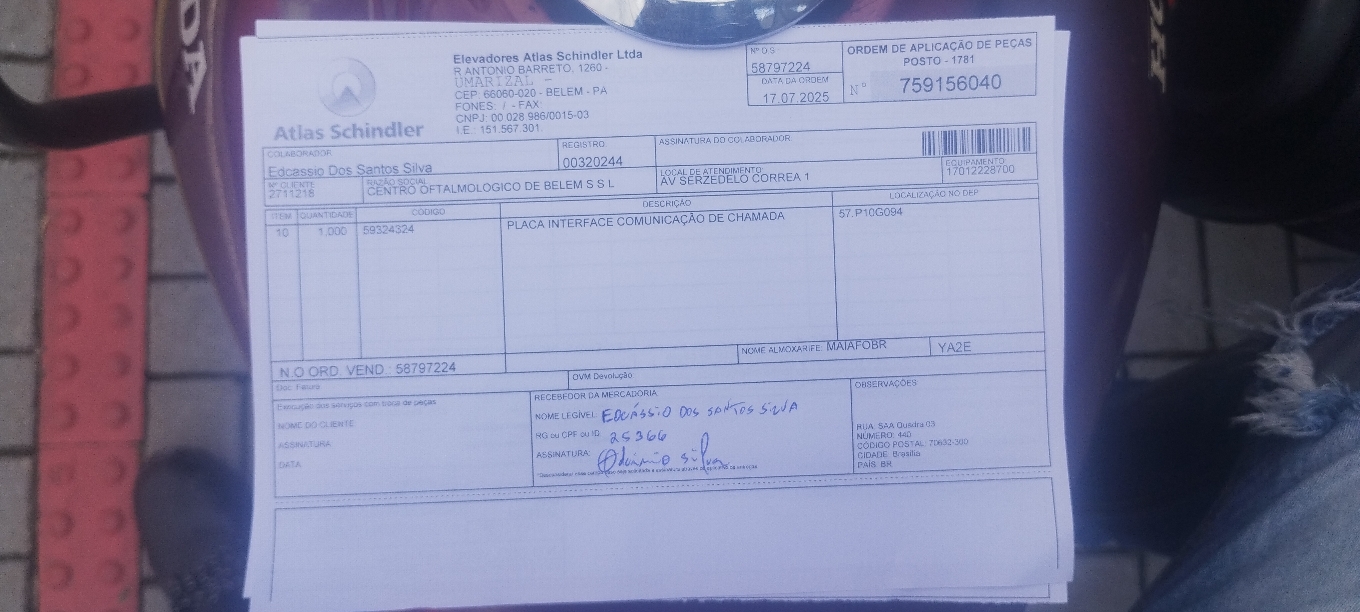 Elevadores Atlas Schindler Ltda
R ANTONIO BARRETO, 1260 -
UMARIZAL -
CEP: 66060-020 - BELEM - PA
FONES: / - FAX:
CNPJ: 00.028.986/0015-03
I.E.: 151.567.301.
Atlas Schindler
Nº O.S
58797224
DATA DA ORDEM
17.07.2025
ORDEM DE APLICAÇÃO DE PEÇAS
POSTO - 1781
Nº 759156040
COLABORADOR
Edcassio Dos Santos Silva
REGISTRO
00320244
ASSINATURA DO COLABORADOR
Nº CLIENTE
2711218
RAZÃO SOCIAL
CENTRO OFTALMOLOGICO DE BELEM S S L
LOCAL DE ATENDIMENTO
AV SERZEDELO CORREA 1
EQUIPAMENTO
17012228700
ITEM QUANTIDADE CÓDIGO DESCRIÇÃO LOCALIZAÇÃO NO DEP
10 1,000 59324324 PLACA INTERFACE COMUNICAÇÃO DE CHAMADA 57.P10G094
NOME ALMOXARIFE: MAIAFOBR YA2E
N.O ORD. VEND.: 58797224
Doc. Fatura
OVM Devolução
Execução dos serviços com troca de peças
NOME DO CLIENTE
ASSINATURA:
DATA
RECEBEDOR DA MERCADORIA
NOME LEGÍVEL: EDCÁSSIO DOS SANTOS SILVA
RG ou CPF ou ID: 25366
ASSINATURA:
OBSERVAÇÕES
RUA: SAA Quadra 03
NUMERO: 440
CÓDIGO POSTAL: 70632-300
CIDADE: Brasília
PAÍS: BR